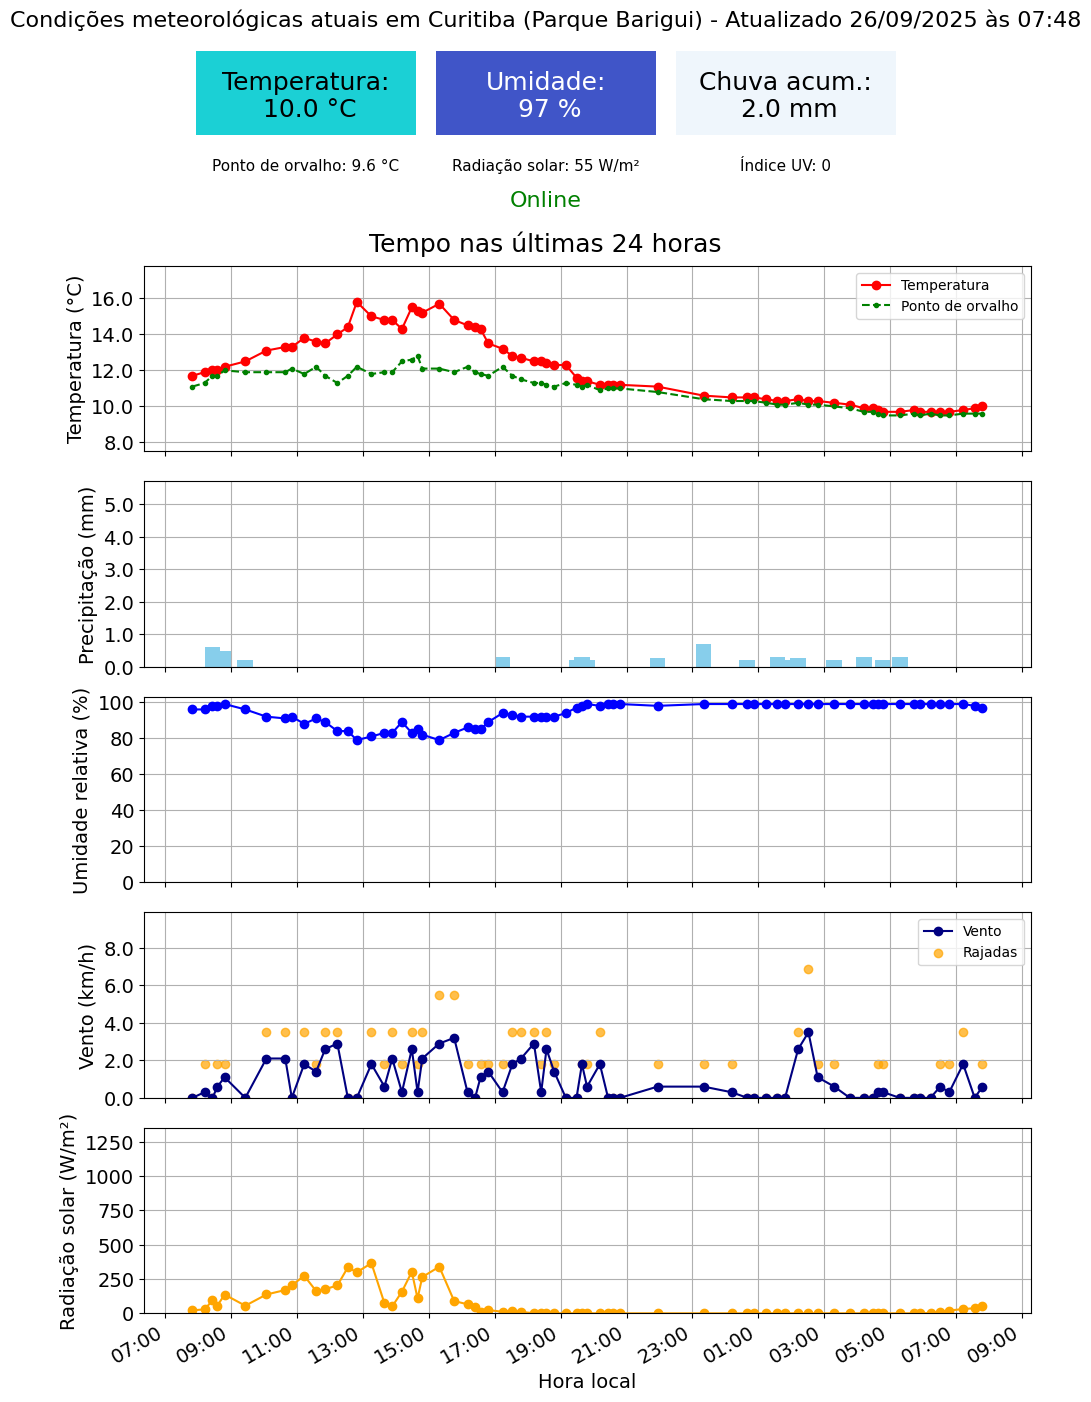 Condições meteorológicas atuais em Curitiba (Parque Barigui) - Atualizado 26/09/2025 às 07:48
Temperatura:
10.0 °C
Umidade:
97 %
Chuva acum.:
2.0 mm
Ponto de orvalho: 9.6 °C
Radiação solar: 55 W/m²
Índice UV: 0
Online
Tempo nas últimas 24 horas
Temperatura (°C)
16.0
14.0
12.0
10.0
8.0
Temperatura
Ponto de orvalho
Precipitação (mm)
5.0
4.0
3.0
2.0
1.0
0.0
Umidade relativa (%)
100
80
60
40
20
0
Vento (km/h)
8.0
6.0
4.0
2.0
0.0
Vento
Rajadas
Radiação solar (W/m²)
1250
1000
750
500
250
0
07:00
09:00
11:00
13:00
15:00
17:00
19:00
21:00
23:00
01:00
03:00
05:00
07:00
09:00
Hora local